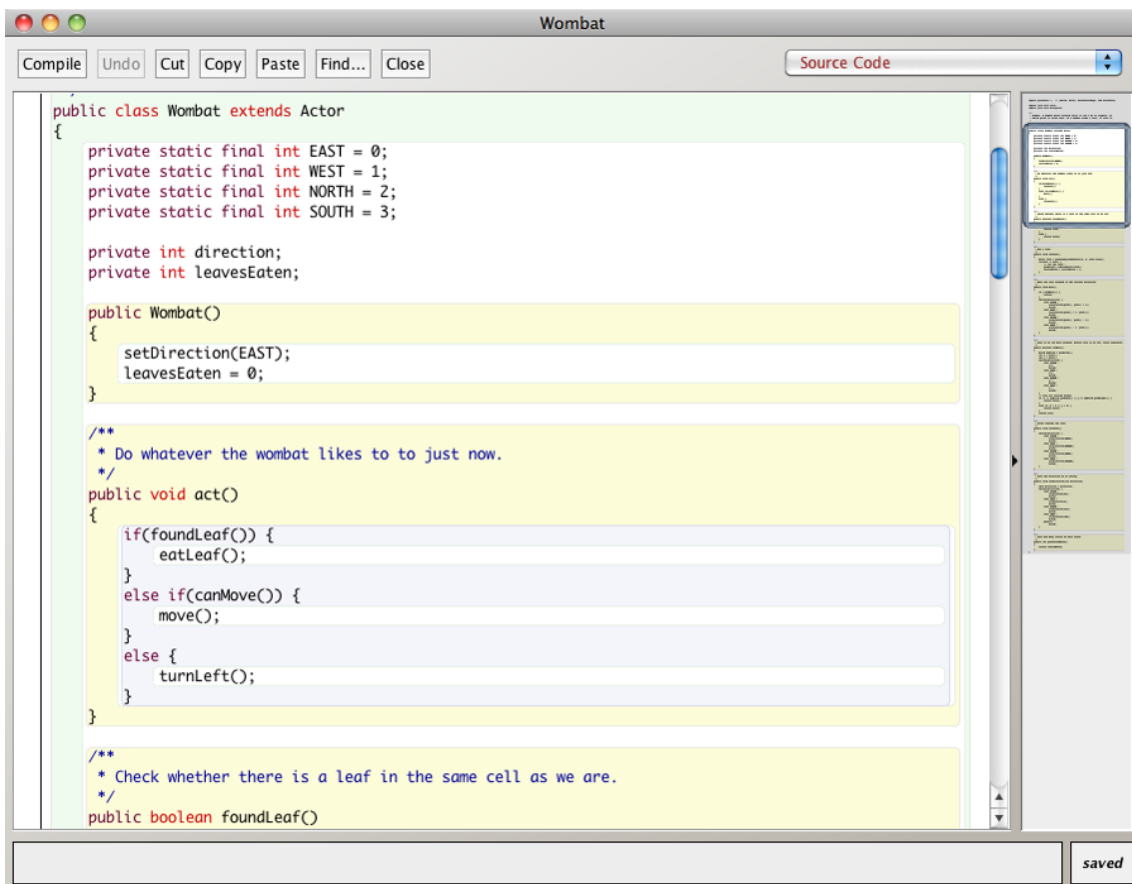 Wombat
Compile Undo Cut Copy Paste Find... Close Source Code
public class Wombat extends Actor
{
private static final int EAST = 0;
private static final int WEST = 1;
private static final int NORTH = 2;
private static final int SOUTH = 3;
private int direction;
private int leavesEaten;
public Wombat()
{
setDirection(EAST);
leavesEaten = 0;
}
/**
* Do whatever the wombat likes to to just now.
*/
public void act()
{
if(foundLeaf()) {
eatLeaf();
}
else if(canMove()) {
move();
}
else {
turnLeft();
}
}
/**
* Check whether there is a leaf in the same cell as we are.
*/
public boolean foundLeaf()
saved